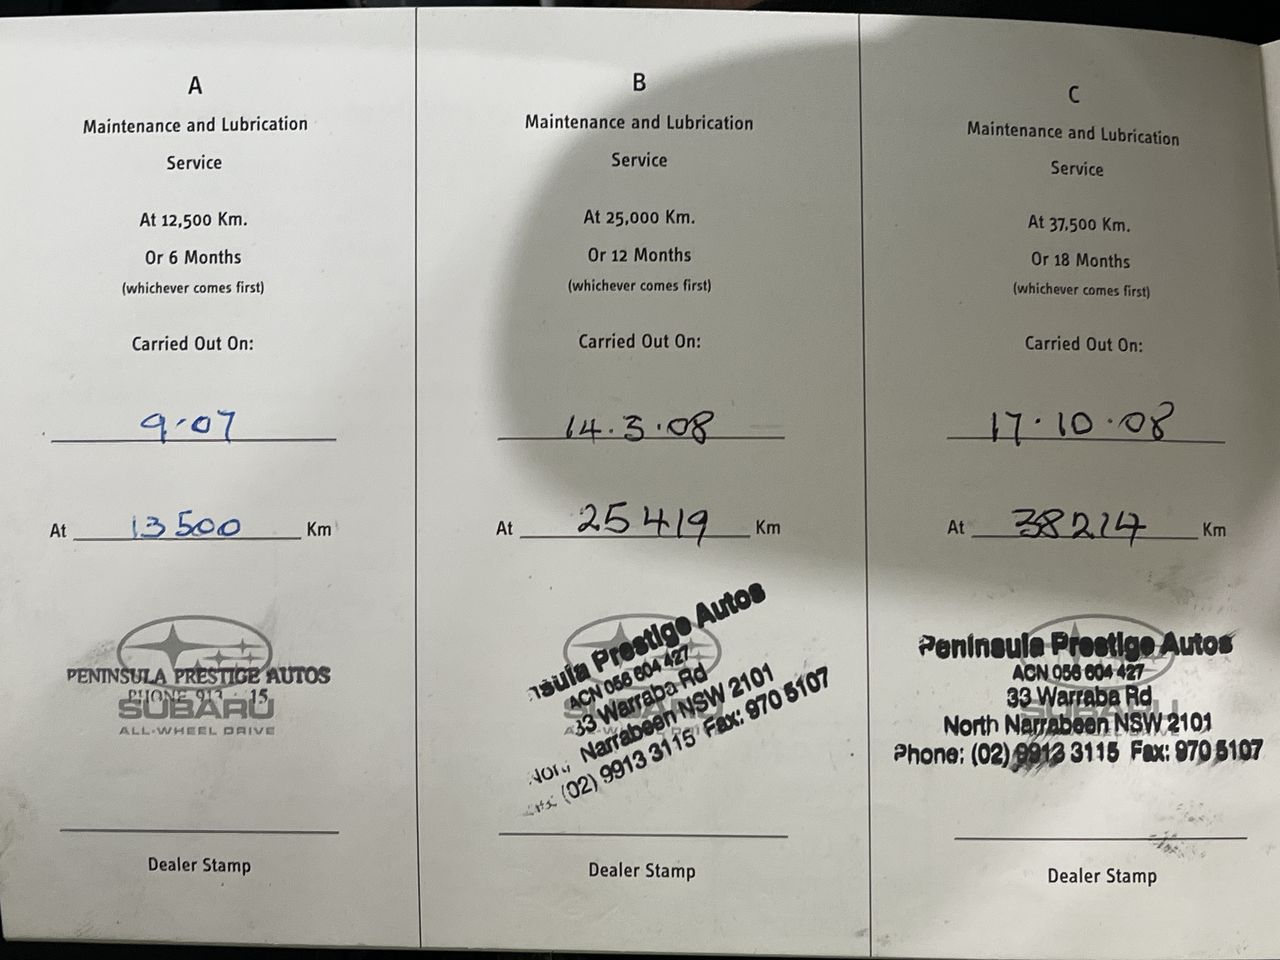 A
Maintenance and Lubrication
Service
At 12,500 Km.
Or 6 Months
(whichever comes first)
Carried Out On:
9·07
At 13500 Km
PENINSULA PRESTIGE AUTOS
PHONE 913 15
SUBARU
ALL-WHEEL DRIVE
Dealer Stamp
B
Maintenance and Lubrication
Service
At 25,000 Km.
Or 12 Months
(whichever comes first)
Carried Out On:
14·3·08
At 25419 Km
Prestige Autos
ACN 056 604 427
33 Warraba Rd
Narrabeen NSW 2101
(02) 9913 3115 Fax: 970 5107
Dealer Stamp
C
Maintenance and Lubrication
Service
At 37,500 Km.
Or 18 Months
(whichever comes first)
Carried Out On:
17·10·08
At 38214 Km
Peninsula Prestige Autos
ACN 056 604 427
33 Warraba Rd
North Narrabeen NSW 2101
Phone: (02) 9913 3115 Fax: 970 5107
Dealer Stamp